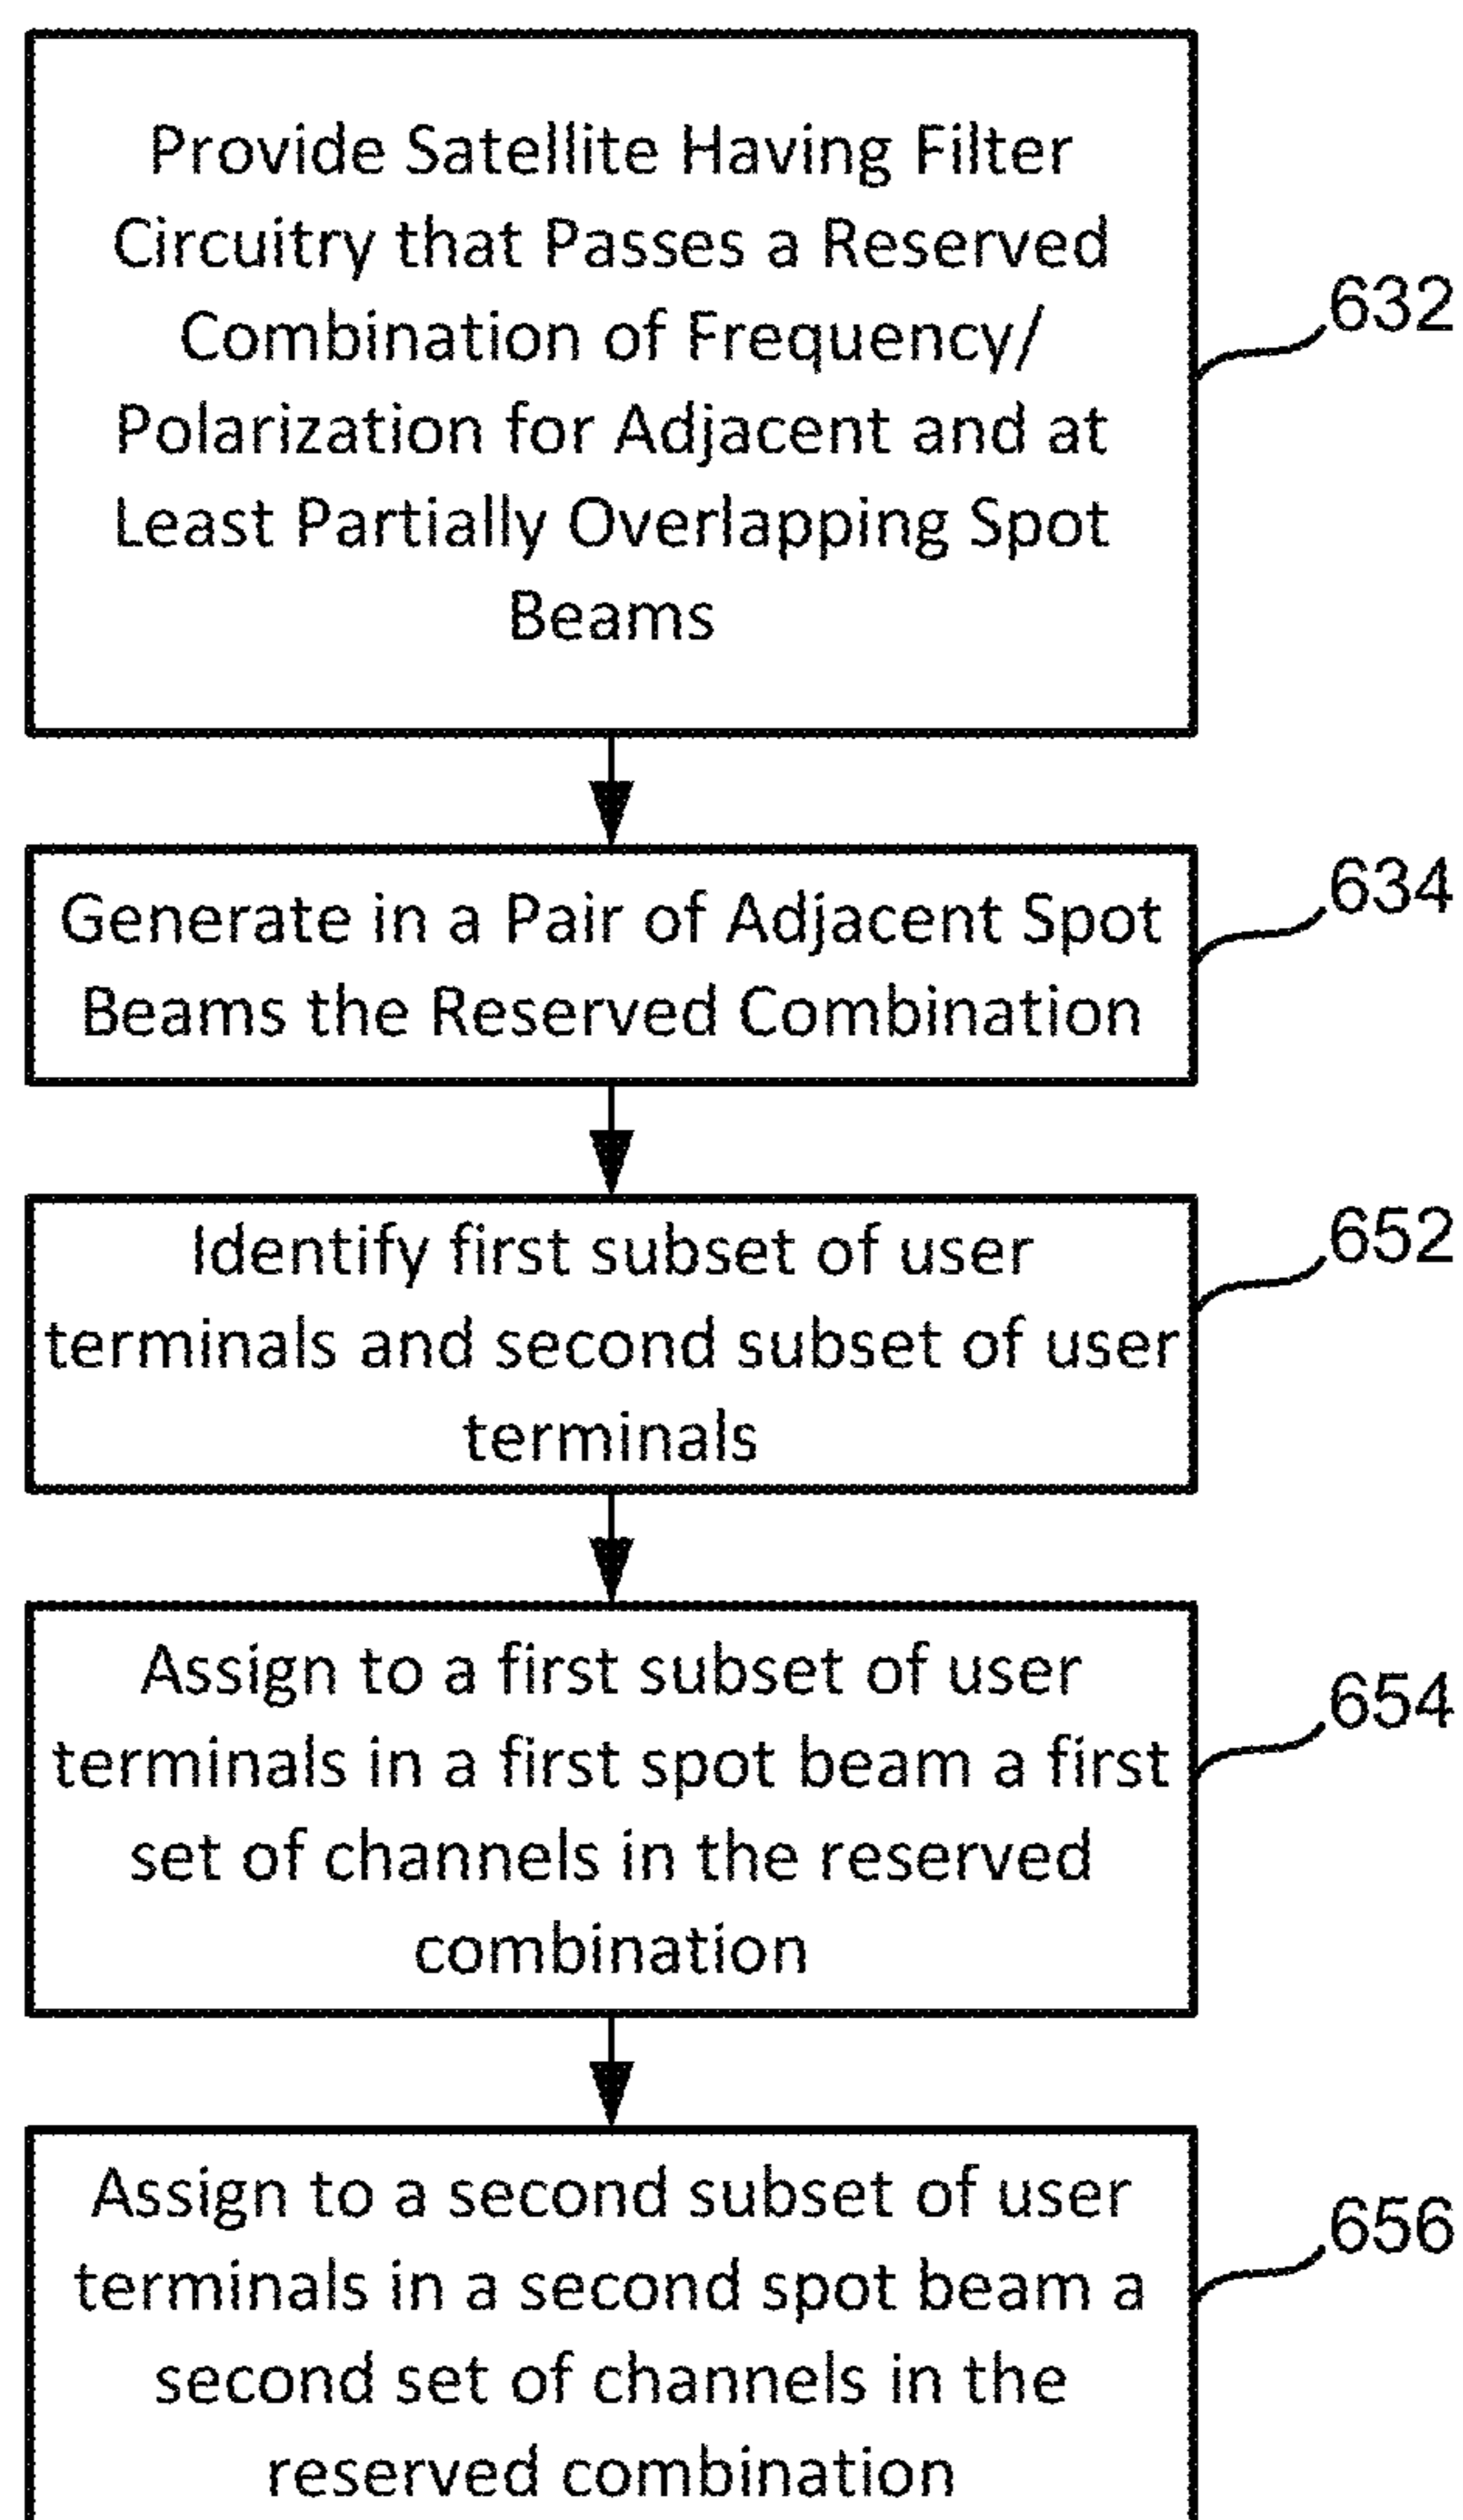 Provide Satellite Having Filter
Circuitry that Passes a Reserved
Combination of Frequency/
Polarization for Adjacent and at
Least Partially Overlapping Spot
Beams
632
Generate in a Pair of Adjacent Spot
Beams the Reserved Combination
634
Identify first subset of user
terminals and second subset of user
terminals
652
Assign to a first subset of user
terminals in a first spot beam a first
set of channels in the reserved
combination
654
Assign to a second subset of user
terminals in a second spot beam a
second set of channels in the
reserved combination
656